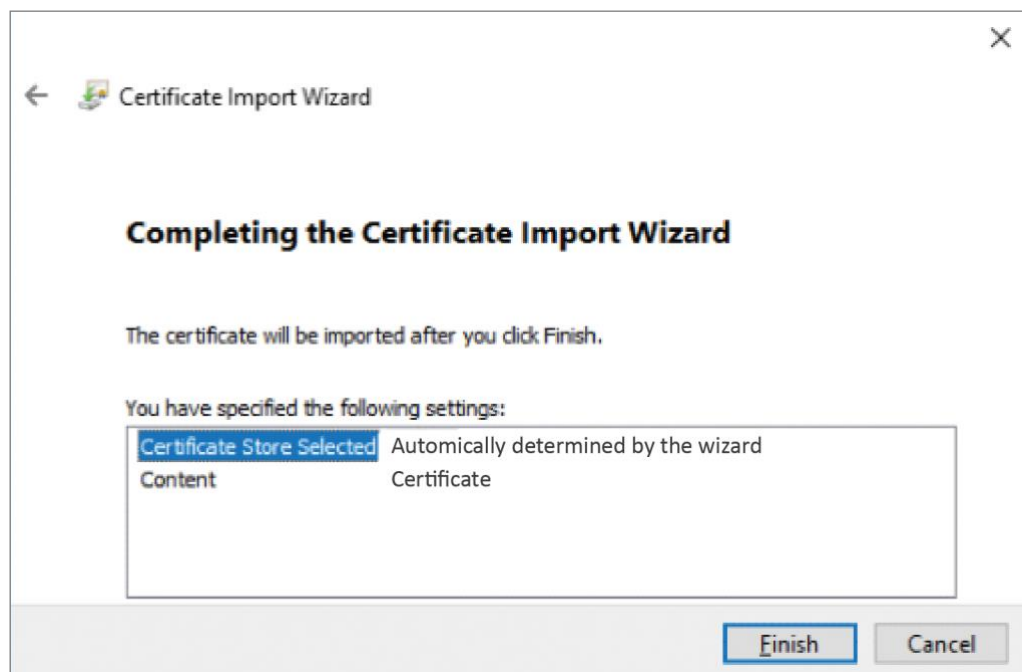 Certificate Import Wizard
Completing the Certificate Import Wizard
The certificate will be imported after you click Finish.
You have specified the following settings:
Certificate Store Selected Automically determined by the wizard
Content Certificate
Finish Cancel